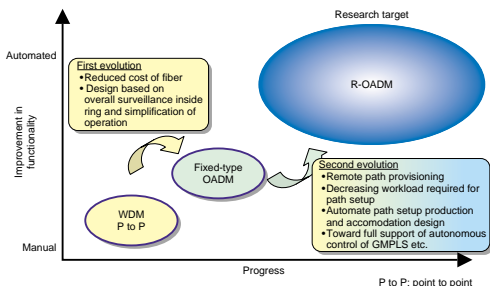 Research target
Automated
First evolution
•Reduced cost of fiber
•Design based on
overall surveillance inside
ring and simplification of
operation
R-OADM
Improvement in
functionality
Fixed-type
OADM
Second evolution
•Remote path provisioning
•Decreasing workload required for
path setup
•Automate path setup production
and accomodation design
•Toward full support of autonomous
control of GMPLS etc.
WDM
P to P
Manual
Progress
P to P: point to point